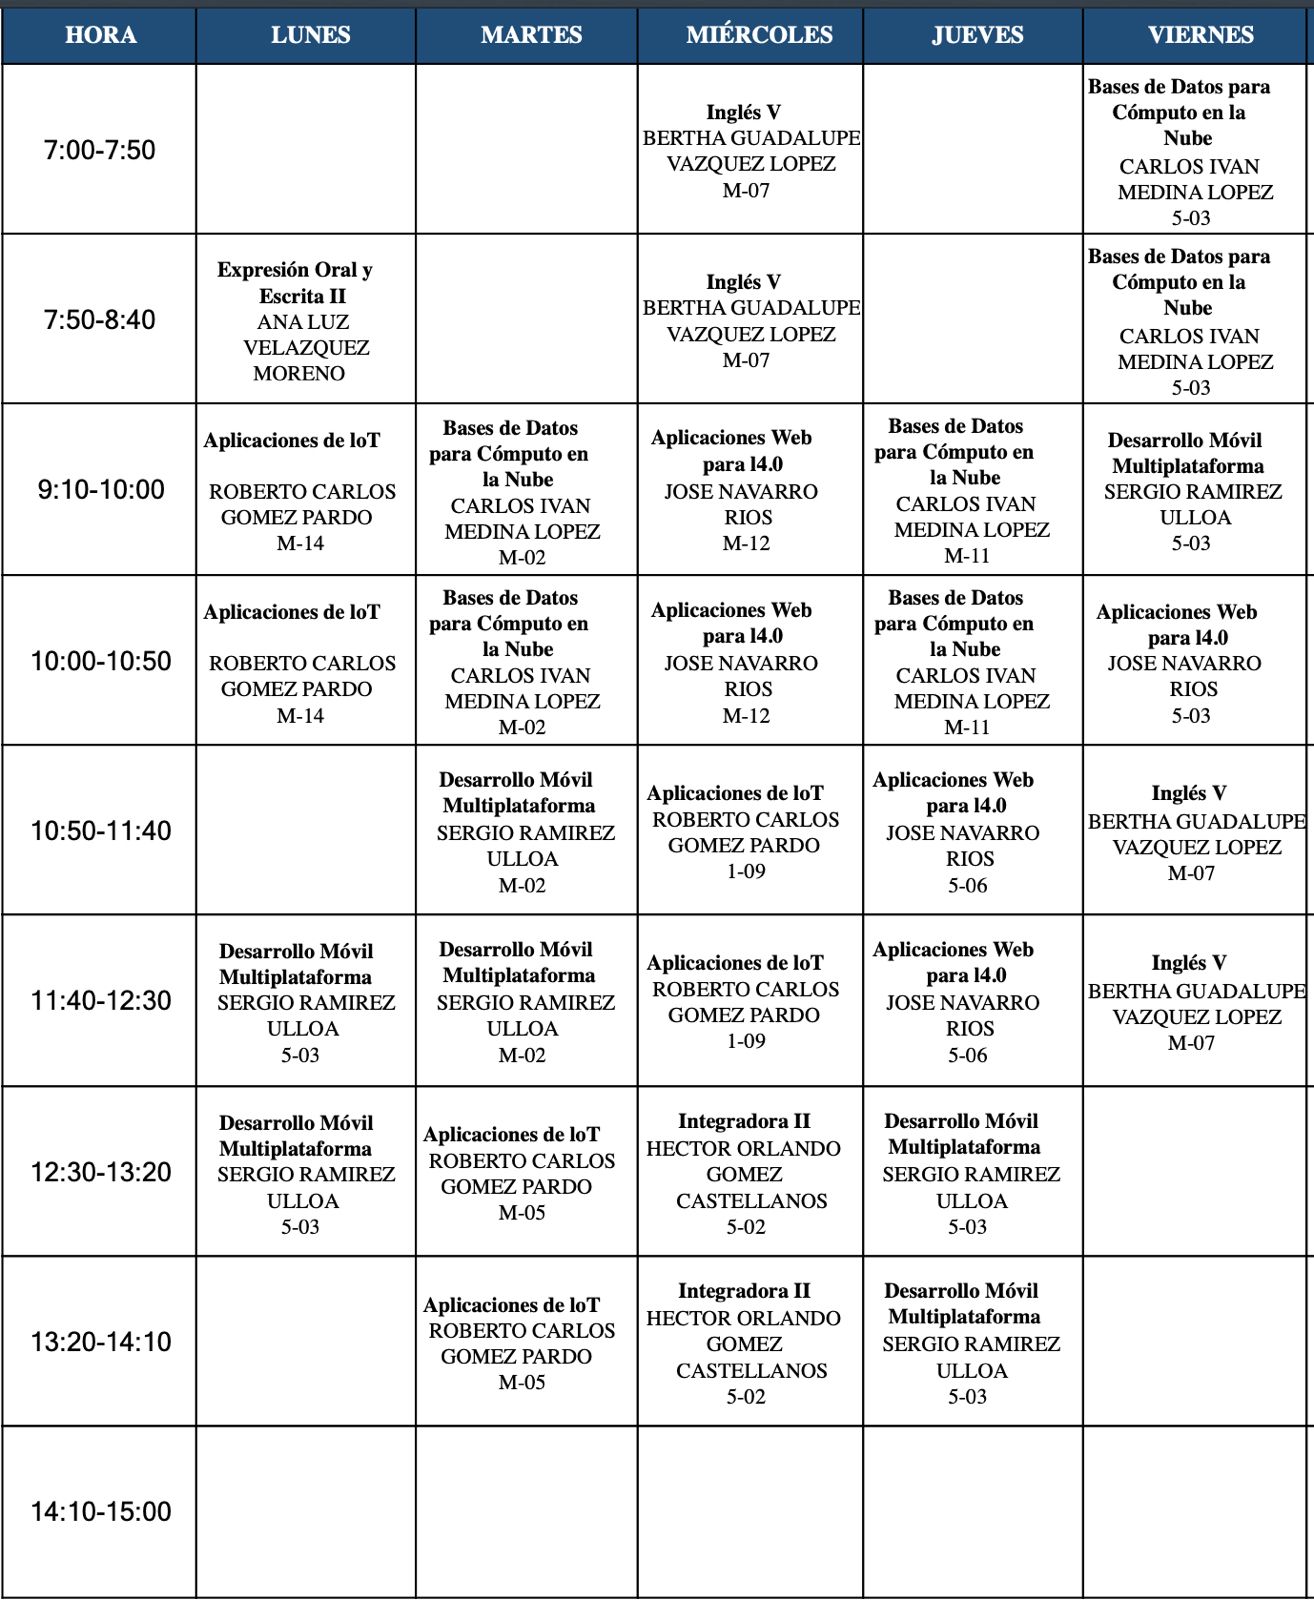 HORA LUNES MARTES MIÉRCOLES JUEVES VIERNES
7:00-7:50
Inglés V
BERTHA GUADALUPE
VAZQUEZ LOPEZ
M-07
Bases de Datos para
Cómputo en la
Nube
CARLOS IVAN
MEDINA LOPEZ
5-03
7:50-8:40
Expresión Oral y
Escrita II
ANA LUZ
VELAZQUEZ
MORENO
Inglés V
BERTHA GUADALUPE
VAZQUEZ LOPEZ
M-07
Bases de Datos para
Cómputo en la
Nube
CARLOS IVAN
MEDINA LOPEZ
5-03
9:10-10:00
Aplicaciones de loT
ROBERTO CARLOS
GOMEZ PARDO
M-14
Bases de Datos
para Cómputo en
la Nube
CARLOS IVAN
MEDINA LOPEZ
M-02
Aplicaciones Web
para l4.0
JOSE NAVARRO
RIOS
M-12
Bases de Datos
para Cómputo en
la Nube
CARLOS IVAN
MEDINA LOPEZ
M-11
Desarrollo Móvil
Multiplataforma
SERGIO RAMIREZ
ULLOA
5-03
10:00-10:50
Aplicaciones de loT
ROBERTO CARLOS
GOMEZ PARDO
M-14
Bases de Datos
para Cómputo en
la Nube
CARLOS IVAN
MEDINA LOPEZ
M-02
Aplicaciones Web
para l4.0
JOSE NAVARRO
RIOS
M-12
Bases de Datos
para Cómputo en
la Nube
CARLOS IVAN
MEDINA LOPEZ
M-11
Aplicaciones Web
para l4.0
JOSE NAVARRO
RIOS
5-03
10:50-11:40
Desarrollo Móvil
Multiplataforma
SERGIO RAMIREZ
ULLOA
M-02
Aplicaciones de loT
ROBERTO CARLOS
GOMEZ PARDO
1-09
Aplicaciones Web
para l4.0
JOSE NAVARRO
RIOS
5-06
Inglés V
BERTHA GUADALUPE
VAZQUEZ LOPEZ
M-07
11:40-12:30
Desarrollo Móvil
Multiplataforma
SERGIO RAMIREZ
ULLOA
5-03
Desarrollo Móvil
Multiplataforma
SERGIO RAMIREZ
ULLOA
M-02
Aplicaciones de loT
ROBERTO CARLOS
GOMEZ PARDO
1-09
Aplicaciones Web
para l4.0
JOSE NAVARRO
RIOS
5-06
Inglés V
BERTHA GUADALUPE
VAZQUEZ LOPEZ
M-07
12:30-13:20
Desarrollo Móvil
Multiplataforma
SERGIO RAMIREZ
ULLOA
5-03
Aplicaciones de loT
ROBERTO CARLOS
GOMEZ PARDO
M-05
Integradora II
HECTOR ORLANDO
GOMEZ
CASTELLANOS
5-02
Desarrollo Móvil
Multiplataforma
SERGIO RAMIREZ
ULLOA
5-03
13:20-14:10
Aplicaciones de loT
ROBERTO CARLOS
GOMEZ PARDO
M-05
Integradora II
HECTOR ORLANDO
GOMEZ
CASTELLANOS
5-02
Desarrollo Móvil
Multiplataforma
SERGIO RAMIREZ
ULLOA
5-03
14:10-15:00